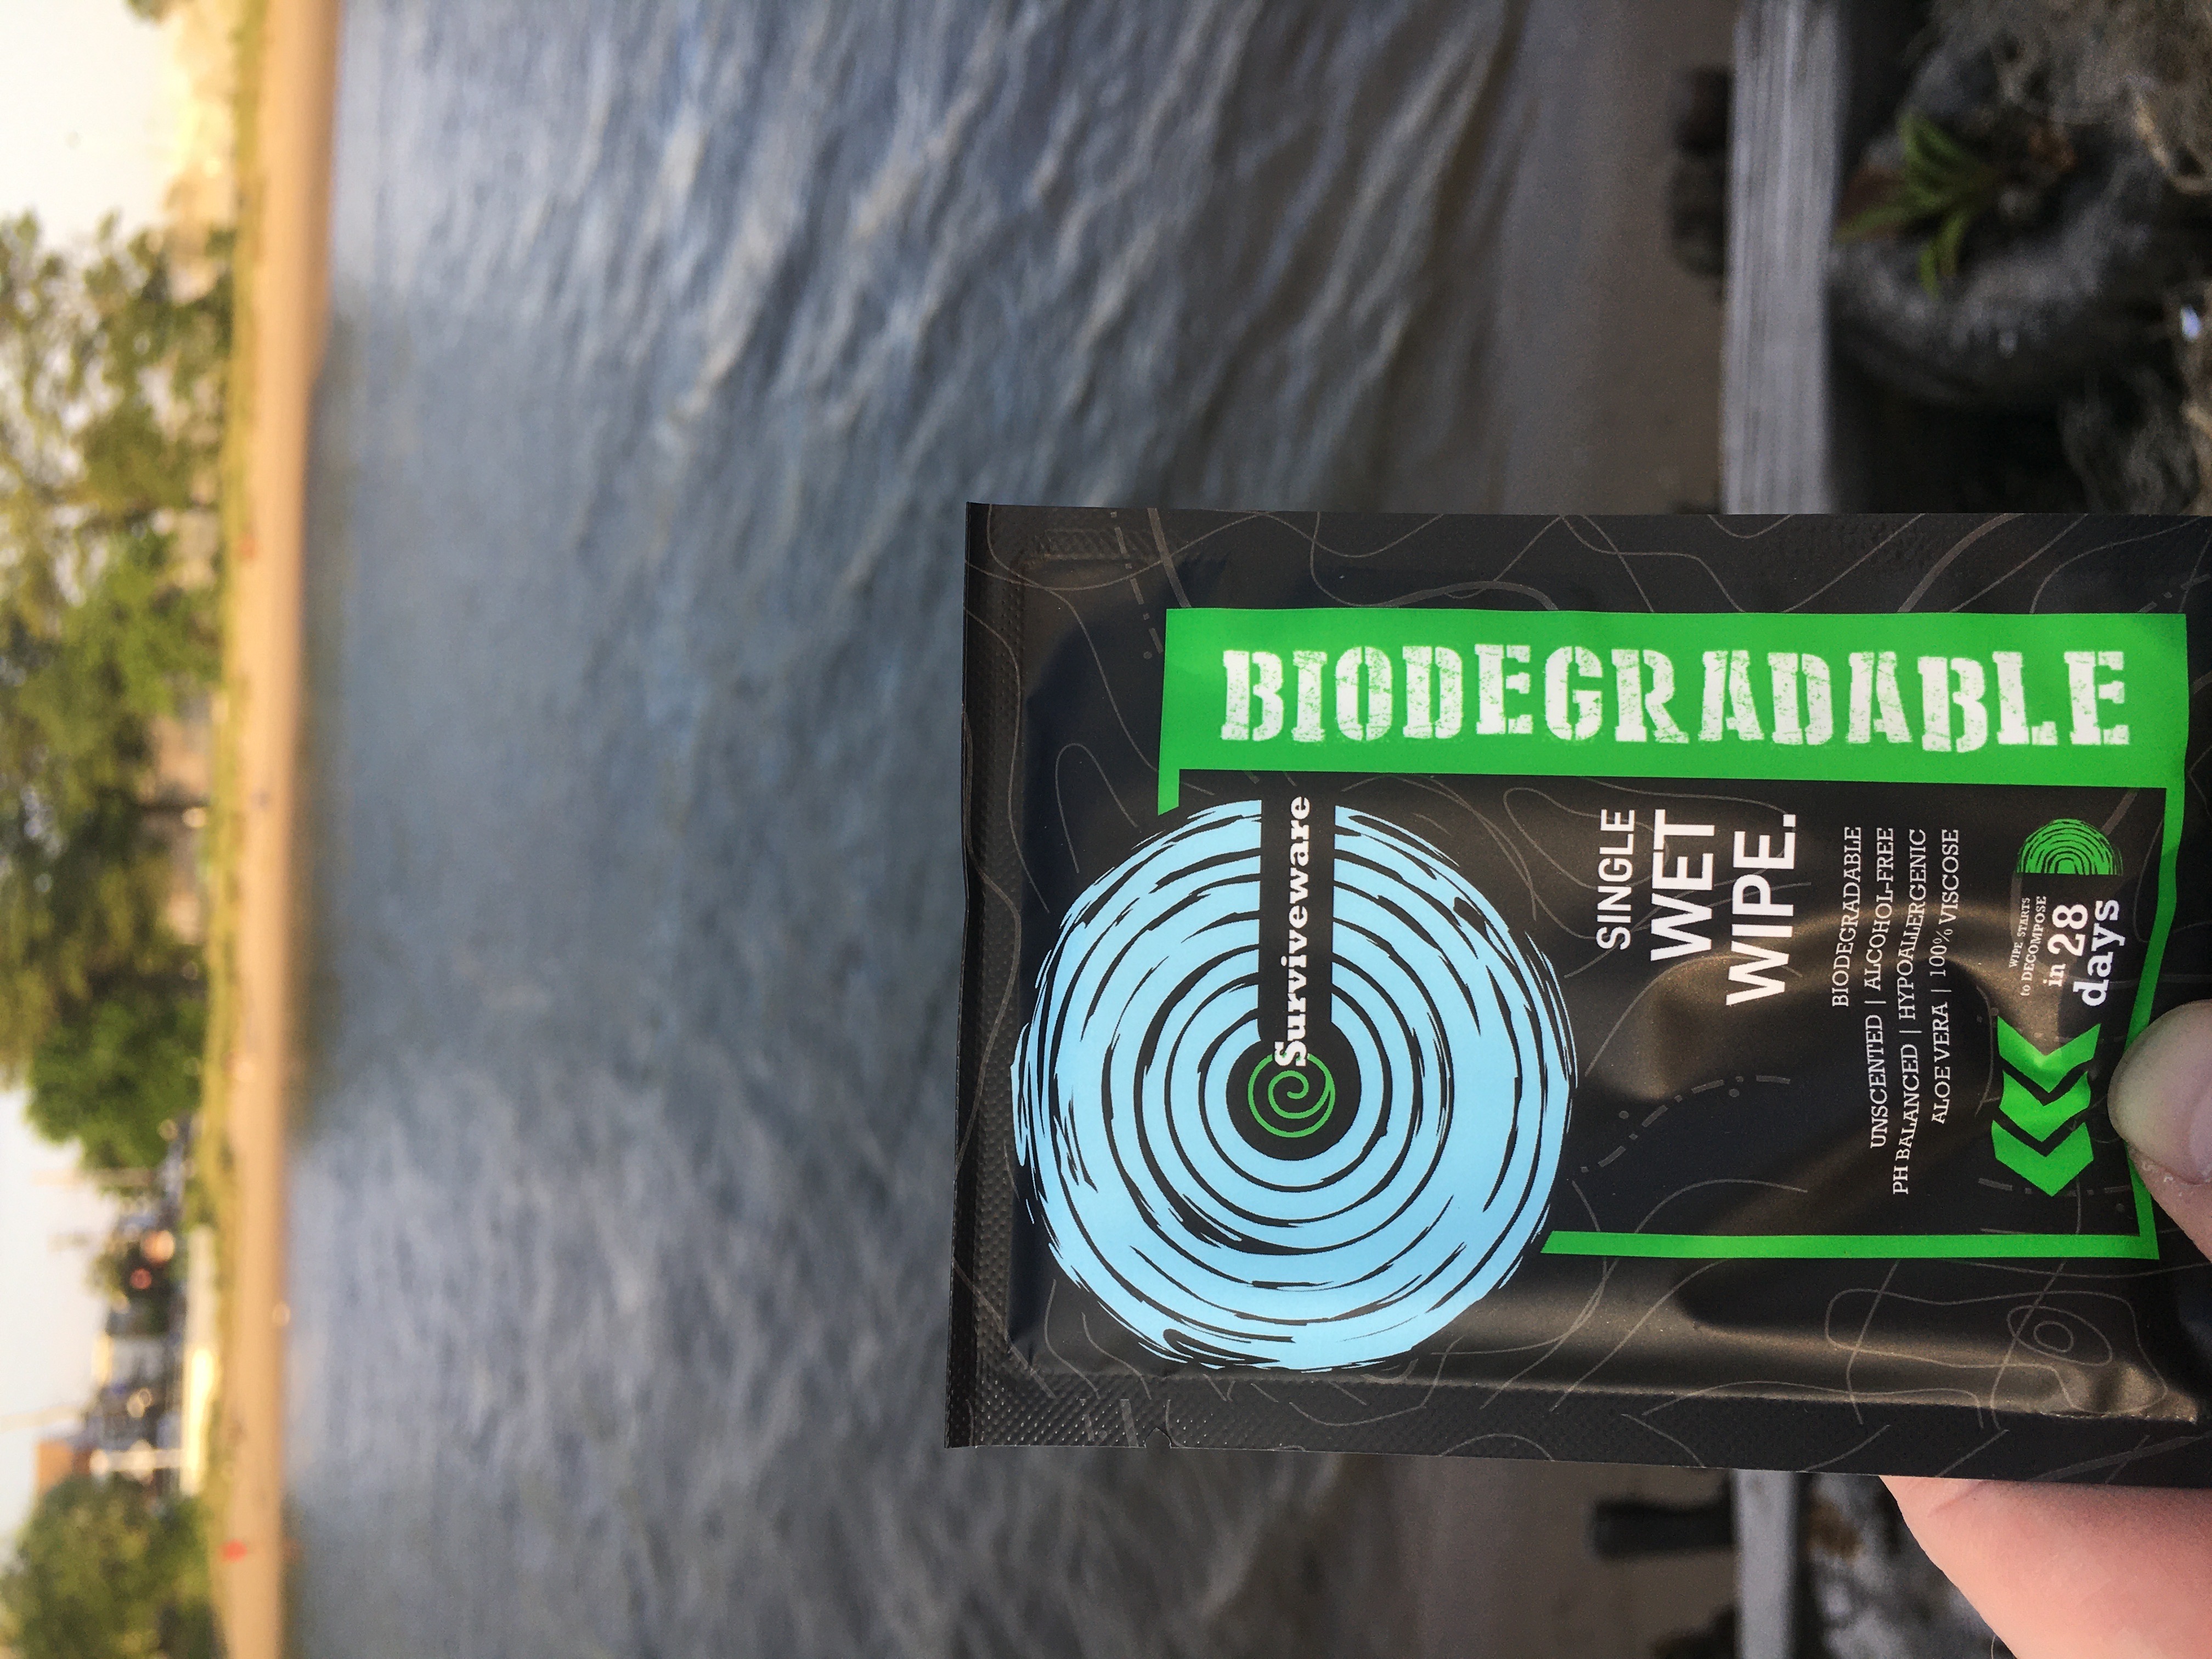 BIODEGRADABLE
Surviveware
SINGLE
WET
WIPE.
BIODEGRADABLE
UNSCENTED | ALCOHOL-FREE
PH BALANCED | HYPOALLERGENIC
ALOE VERA | 100% VISCOSE
WIPE STARTS
to DECOMPOSE
in 28
days